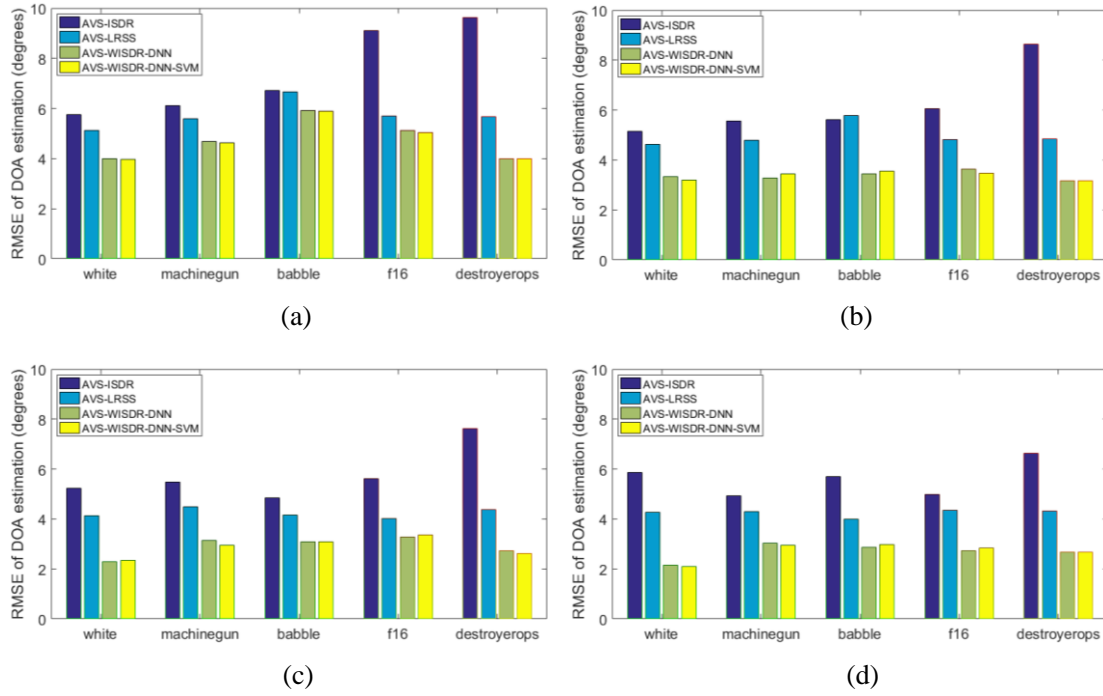 RMSE of DOA estimation (degrees)
10
8
6
4
2
0
AVS-ISDR
AVS-LRSS
AVS-WISDR-DNN
AVS-WISDR-DNN-SVM
white machinegun babble f16 destroyerops
(a)
RMSE of DOA estimation (degrees)
10
8
6
4
2
0
AVS-ISDR
AVS-LRSS
AVS-WISDR-DNN
AVS-WISDR-DNN-SVM
white machinegun babble f16 destroyerops
(b)
RMSE of DOA estimation (degrees)
10
8
6
4
2
0
AVS-ISDR
AVS-LRSS
AVS-WISDR-DNN
AVS-WISDR-DNN-SVM
white machinegun babble f16 destroyerops
(c)
RMSE of DOA estimation (degrees)
10
8
6
4
2
0
AVS-ISDR
AVS-LRSS
AVS-WISDR-DNN
AVS-WISDR-DNN-SVM
white machinegun babble f16 destroyerops
(d)